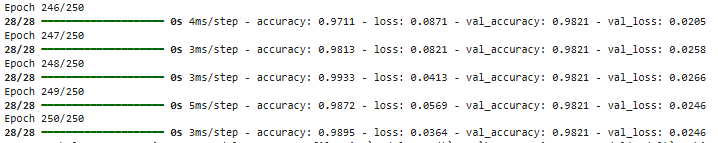 Epoch 246/250
28/28 ━━━━━━━━━━━━━━━━━━━━ 0s 4ms/step - accuracy: 0.9711 - loss: 0.0871 - val_accuracy: 0.9821 - val_loss: 0.0205
Epoch 247/250
28/28 ━━━━━━━━━━━━━━━━━━━━ 0s 3ms/step - accuracy: 0.9813 - loss: 0.0821 - val_accuracy: 0.9821 - val_loss: 0.0258
Epoch 248/250
28/28 ━━━━━━━━━━━━━━━━━━━━ 0s 3ms/step - accuracy: 0.9933 - loss: 0.0413 - val_accuracy: 0.9821 - val_loss: 0.0266
Epoch 249/250
28/28 ━━━━━━━━━━━━━━━━━━━━ 0s 5ms/step - accuracy: 0.9872 - loss: 0.0569 - val_accuracy: 0.9821 - val_loss: 0.0246
Epoch 250/250
28/28 ━━━━━━━━━━━━━━━━━━━━ 0s 3ms/step - accuracy: 0.9895 - loss: 0.0364 - val_accuracy: 0.9821 - val_loss: 0.0246